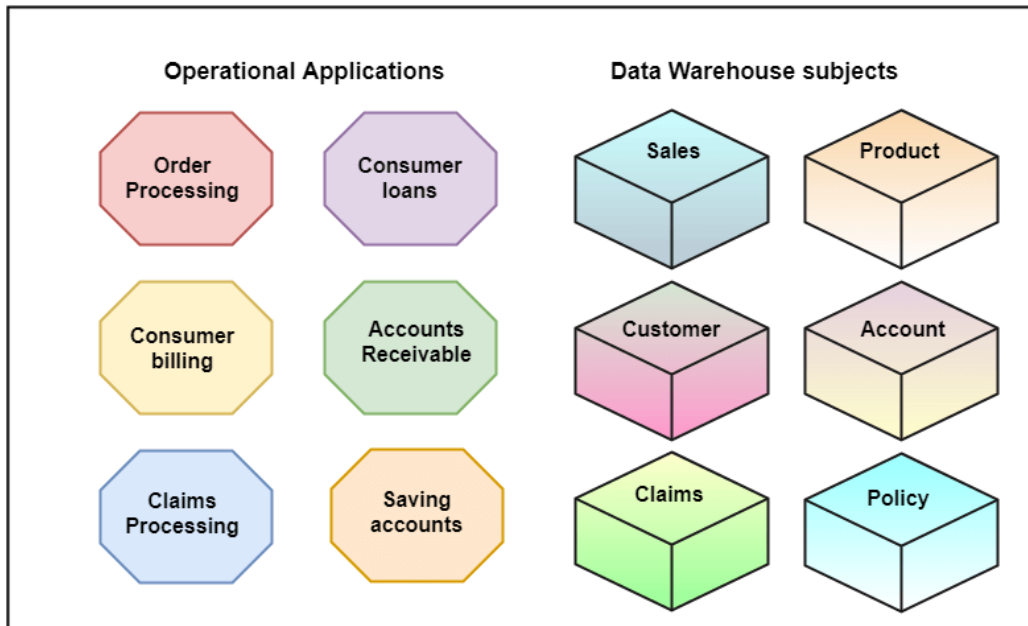 Operational Applications
Data Warehouse subjects
Order
Processing
Consumer
loans
Consumer
billing
Accounts
Receivable
Claims
Processing
Saving
accounts
Sales
Product
Customer
Account
Claims
Policy